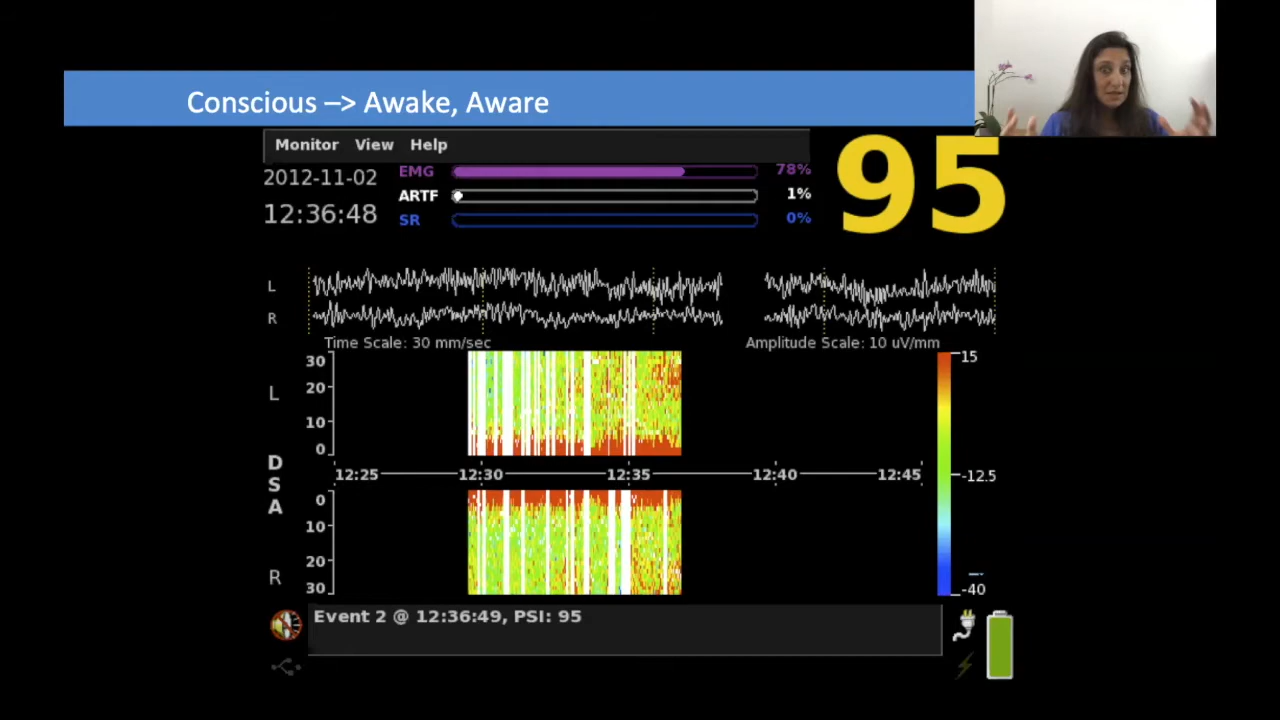 Conscious –> Awake, Aware
Monitor View Help
2012-11-02
12:36:48
EMG 78%
ARTF 1%
SR 0%
95
L
R
Time Scale: 30 mm/sec
Amplitude Scale: 10 uV/mm
L
30
20
10
0
15
-12.5
-40
12:25 12:30 12:35 12:40 12:45
DSA
0
10
20
30
R
Event 2 @ 12:36:49, PSI: 95